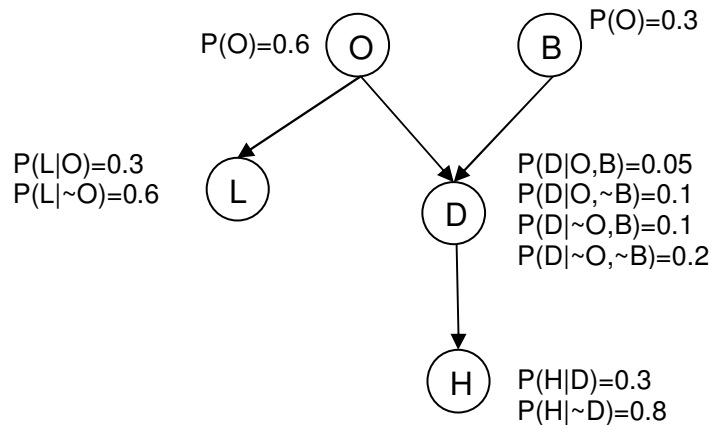 P(O)=0.6
O
B
P(O)=0.3
P(L|O)=0.3
P(L|~O)=0.6
L
D
P(D|O,B)=0.05
P(D|O,~B)=0.1
P(D|~O,B)=0.1
P(D|~O,~B)=0.2
H
P(H|D)=0.3
P(H|~D)=0.8